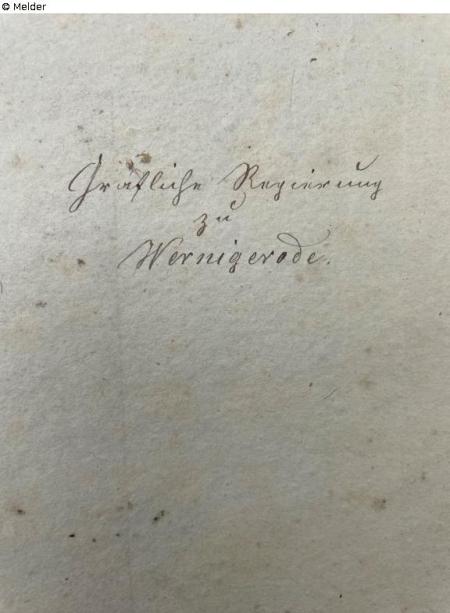 © Melder
Gräfliche Regierung
zu
Wernigerode.